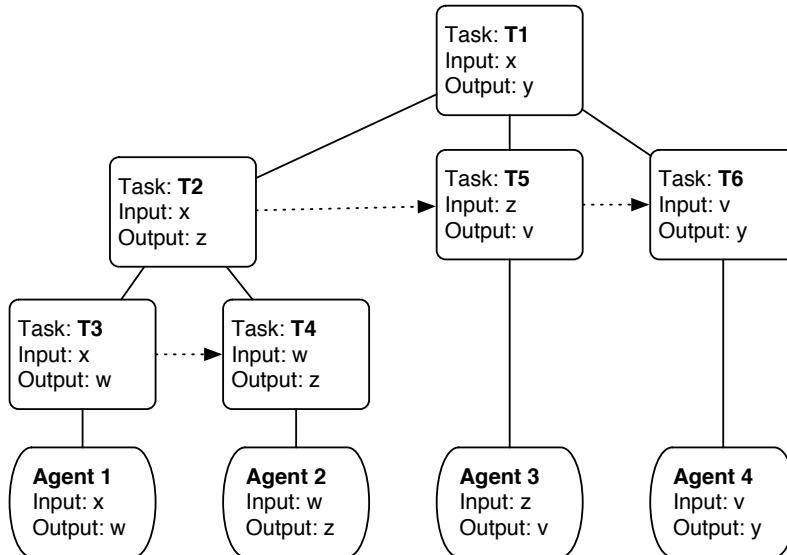 Task: T1
Input: x
Output: y
Task: T2
Input: x
Output: z
Task: T5
Input: z
Output: v
Task: T6
Input: v
Output: y
Task: T3
Input: x
Output: w
Task: T4
Input: w
Output: z
Agent 1
Input: x
Output: w
Agent 2
Input: w
Output: z
Agent 3
Input: z
Output: v
Agent 4
Input: v
Output: y